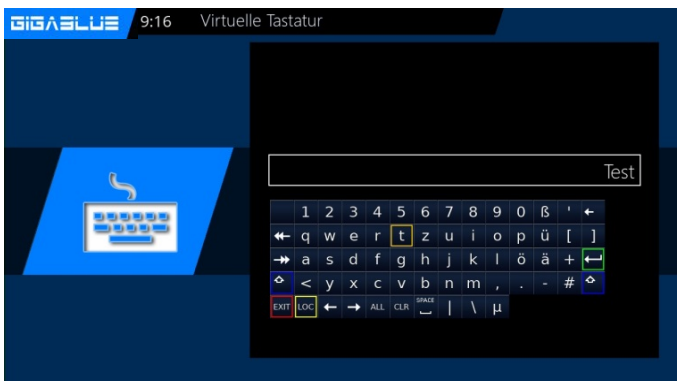 GIGABLUE 9:16 Virtuelle Tastatur
Test
1 2 3 4 5 6 7 8 9 0 ß ' ←
↞ q w e r t z u i o p ü [ ]
↠ a s d f g h j k l ö ä + ↵
⇧ < y x c v b n m , . - # ⇧
EXIT LOC ← → ALL CLR SPACE | \ µ